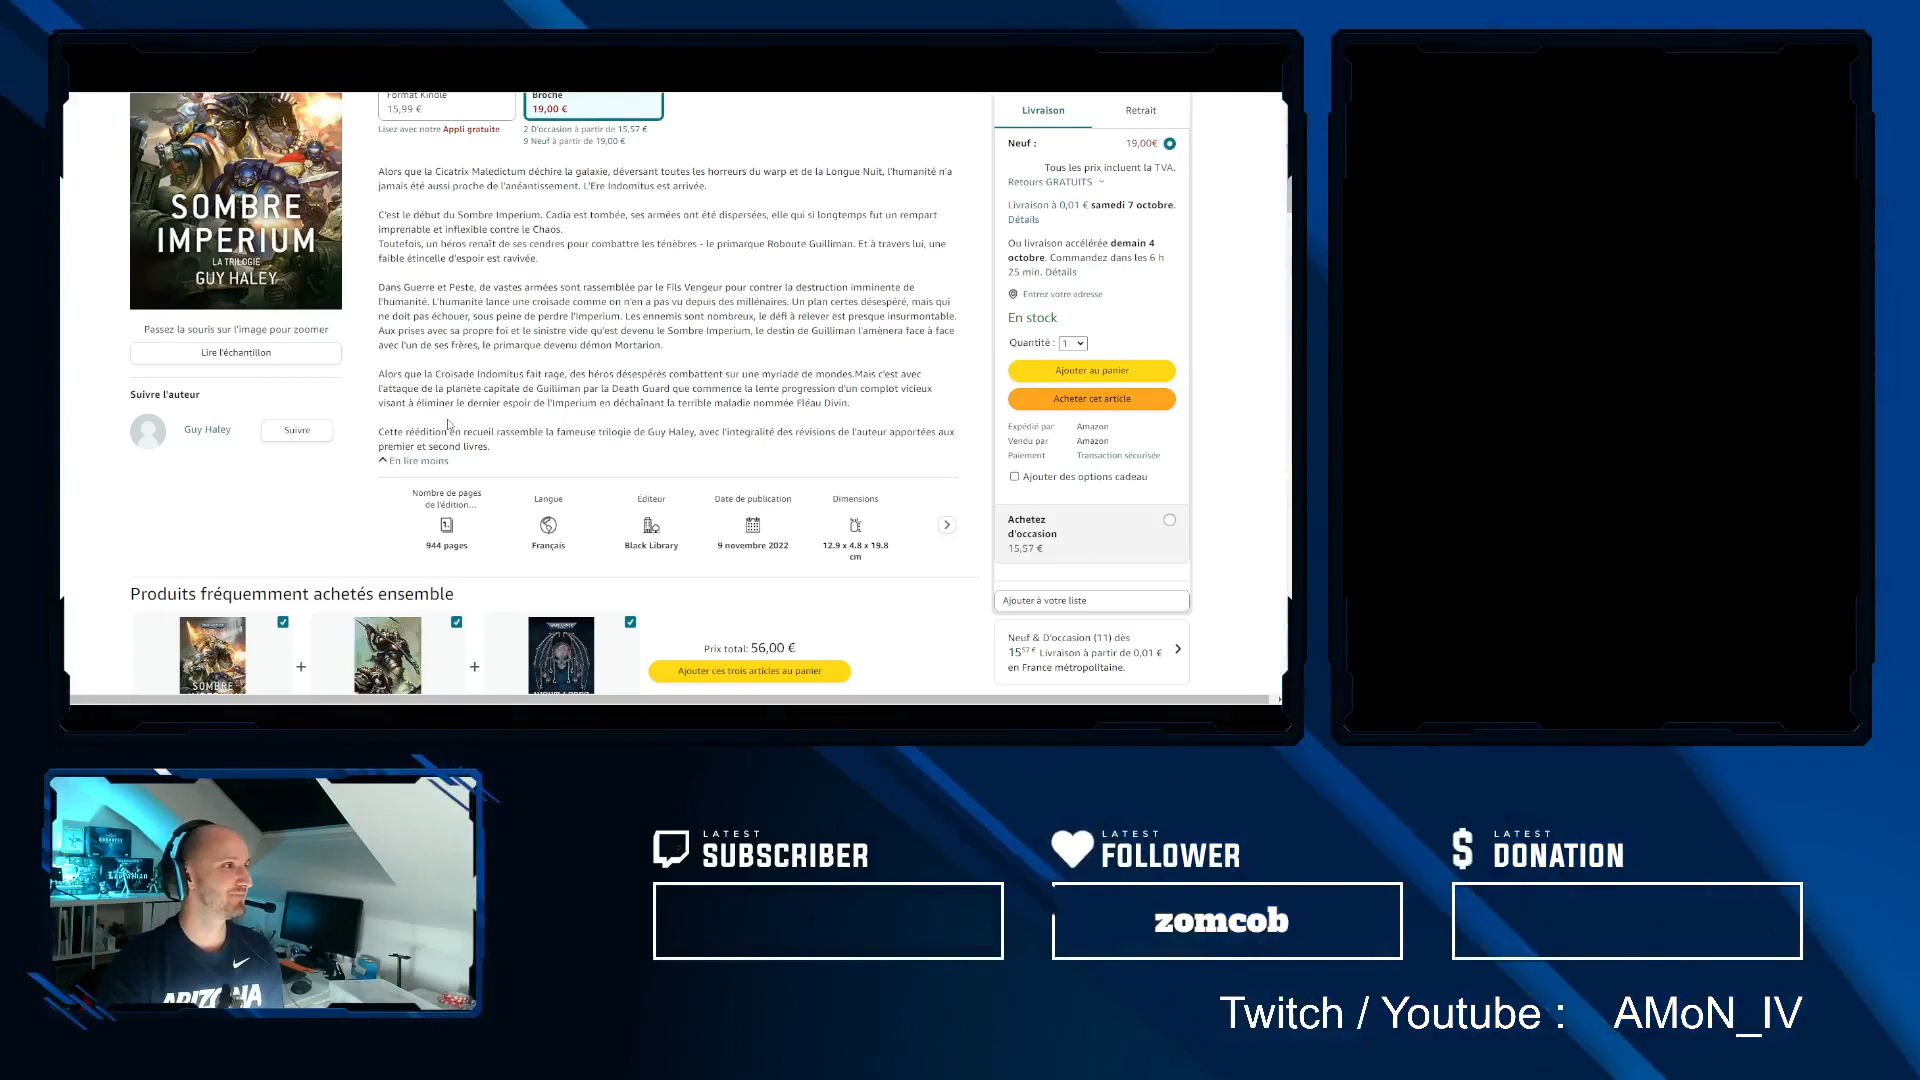 Format Kindle
15,99 €
Broché
19,00 €
Lisez avec notre Appli gratuite
2 D'occasion à partir de 15,57 €
9 Neuf à partir de 19,00 €
SOMBRE
IMPERIUM
LA TRILOGIE
GUY HALEY
Passez la souris sur l'image pour zoomer
Lire l'échantillon
Suivre l'auteur
Guy Haley
Suivre
Alors que la Cicatrix Maledictum déchire la galaxie, déversant toutes les horreurs du warp et de la Longue Nuit, l'humanité n'a
jamais été aussi proche de l'anéantissement. L'Ere Indomitus est arrivée.
C'est le début du Sombre Imperium. Cadia est tombée, ses armées ont été dispersées, elle qui si longtemps fut un rempart
imprenable et inflexible contre le Chaos.
Toutefois, un héros renaît de ses cendres pour combattre les ténèbres - le primarque Roboute Guilliman. Et à travers lui, une
faible étincelle d'espoir est ravivée.
Dans Guerre et Peste, de vastes armées sont rassemblée par le Fils Vengeur pour contrer la destruction imminente de
l'humanité. L'humanité lance une croisade comme on n'en a pas vu depuis des millénaires. Un plan certes désespéré, mais qui
ne doit pas échouer, sous peine de perdre l'Imperium. Les ennemis sont nombreux, le défi à relever est presque insurmontable.
Aux prises avec sa propre foi et le sinistre vide qu'est devenu le Sombre Imperium, le destin de Guilliman l'amènera face à face
avec l'un de ses frères, le primarque devenu démon Mortarion.
Alors que la Croisade Indomitus fait rage, des héros désespérés combattent sur une myriade de mondes.Mais c'est avec
l'attaque de la planète capitale de Guilliman par la Death Guard que commence la lente progression d'un complot vicieux
visant à éliminer le dernier espoir de l'Imperium en déchaînant la terrible maladie nommée Fléau Divin.
Cette réédition en recueil rassemble la fameuse trilogie de Guy Haley, avec l'integralité des révisions de l'auteur apportées aux
premier et second livres.
En lire moins
Nombre de pages
de l'édition...
944 pages
Langue
Français
Éditeur
Black Library
Date de publication
9 novembre 2022
Dimensions
12.9 x 4.8 x 19.8
cm
Produits fréquemment achetés ensemble
SOMBRE
+
+
Prix total: 56,00 €
Ajouter ces trois articles au panier
Livraison
Retrait
Neuf :
19,00€
Tous les prix incluent la TVA.
Retours GRATUITS
Livraison à 0,01 € samedi 7 octobre.
Détails
Ou livraison accélérée demain 4
octobre. Commandez dans les 6 h
25 min. Détails
Entrez votre adresse
En stock
Quantité : 1
Ajouter au panier
Acheter cet article
Expédié par Amazon
Vendu par Amazon
Paiement Transaction sécurisée
Ajouter des options cadeau
Achetez
d'occasion
15,57 €
Ajouter à votre liste
Neuf & D'occasion (11) dès
15,57 € Livraison à partir de 0,01 €
en France métropolitaine.
Leviathan
ARIZONA
LATEST
SUBSCRIBER
LATEST
FOLLOWER
zomcob
$
LATEST
DONATION
Twitch / Youtube : AMoN_IV